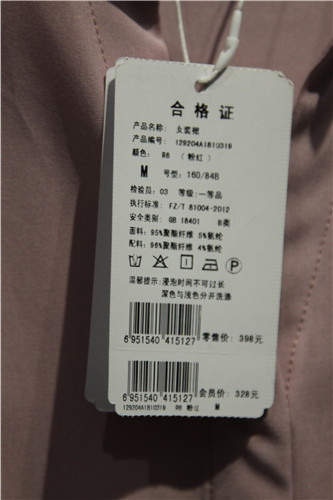 合格证
产品名称: 女套裙
产品编号: 129204A1810319
颜色: B6 (粉红)
M 号型: 160/84B
检验员: 03 等级: 一等品
执行标准: FZ/T 81004-2012
安全类别: GB 18401 B类
面料: 95%聚酯纤维 5%氨纶
配料: 96%聚酯纤维 4%氨纶
P
温馨提示: 浸泡时间不可过长
深色与浅色分开洗涤
6 951540 415127 零售价: 398元
6 951540 415127 会员价: 328元
129204A1810319 B6 粉红 M